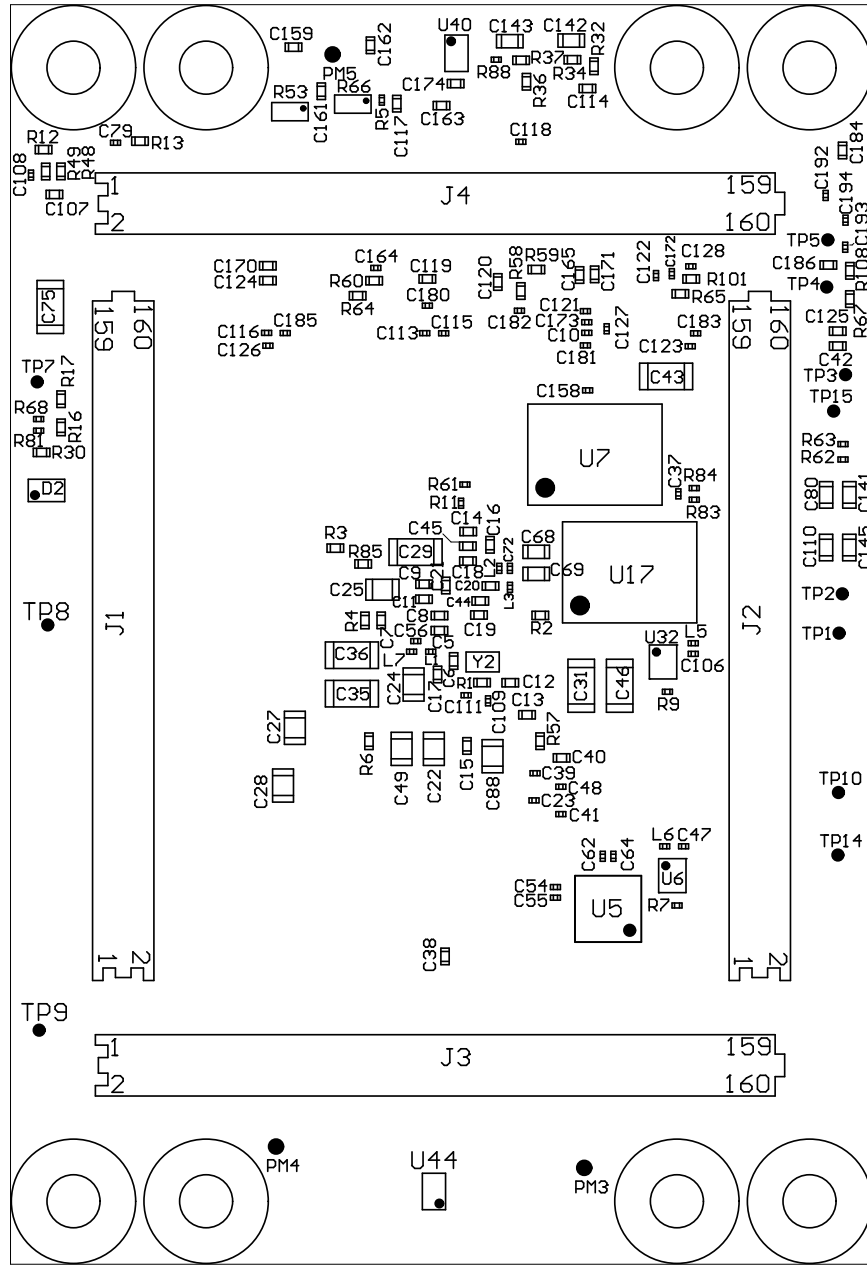 U40
C159
C162
C143
C142
R32
PM5
R88
R37
R34
R53
R66
C174
R36
C114
C161
R5
C117
C163
C118
R12
C79
R13
C184
C108
R49
R48
C107
C192
C194
C193
1
J4
159
2
160
TP5
C186
R108
TP4
R67
C170
C124
C164
R60
R64
C119
C180
C120
R58
R59
C165
C171
C122
C172
C128
R101
R65
C75
C182
C121
C173
C10
C181
C127
C183
C123
C125
C42
C116
C185
C126
C113
C115
159
160
159
160
TP7
R17
R68
R81
R16
R30
D2
C158
C43
TP3
TP15
R63
R62
U7
R61
R11
C37
R84
R83
C80
C141
C14
C45
C16
R3
C29
R85
C68
C110
C145
C18
L2
C72
C69
U17
C9
C21
C25
C20
C11
C44
L3
TP2
TP8
J1
R4
C7
C8
C19
R2
U32
L5
J2
TP1
C56
C5
C36
L7
L1
C6
Y2
C106
C24
C17
R1
C12
C31
C46
R9
C35
C111
C109
C13
C27
R6
C49
C22
C15
C88
R57
C40
C39
C48
C23
C41
C28
TP10
L6
C47
TP14
C62
C64
U6
C54
C55
U5
R7
C38
1
2
1
2
TP9
1
J3
159
2
160
PM4
U44
PM3